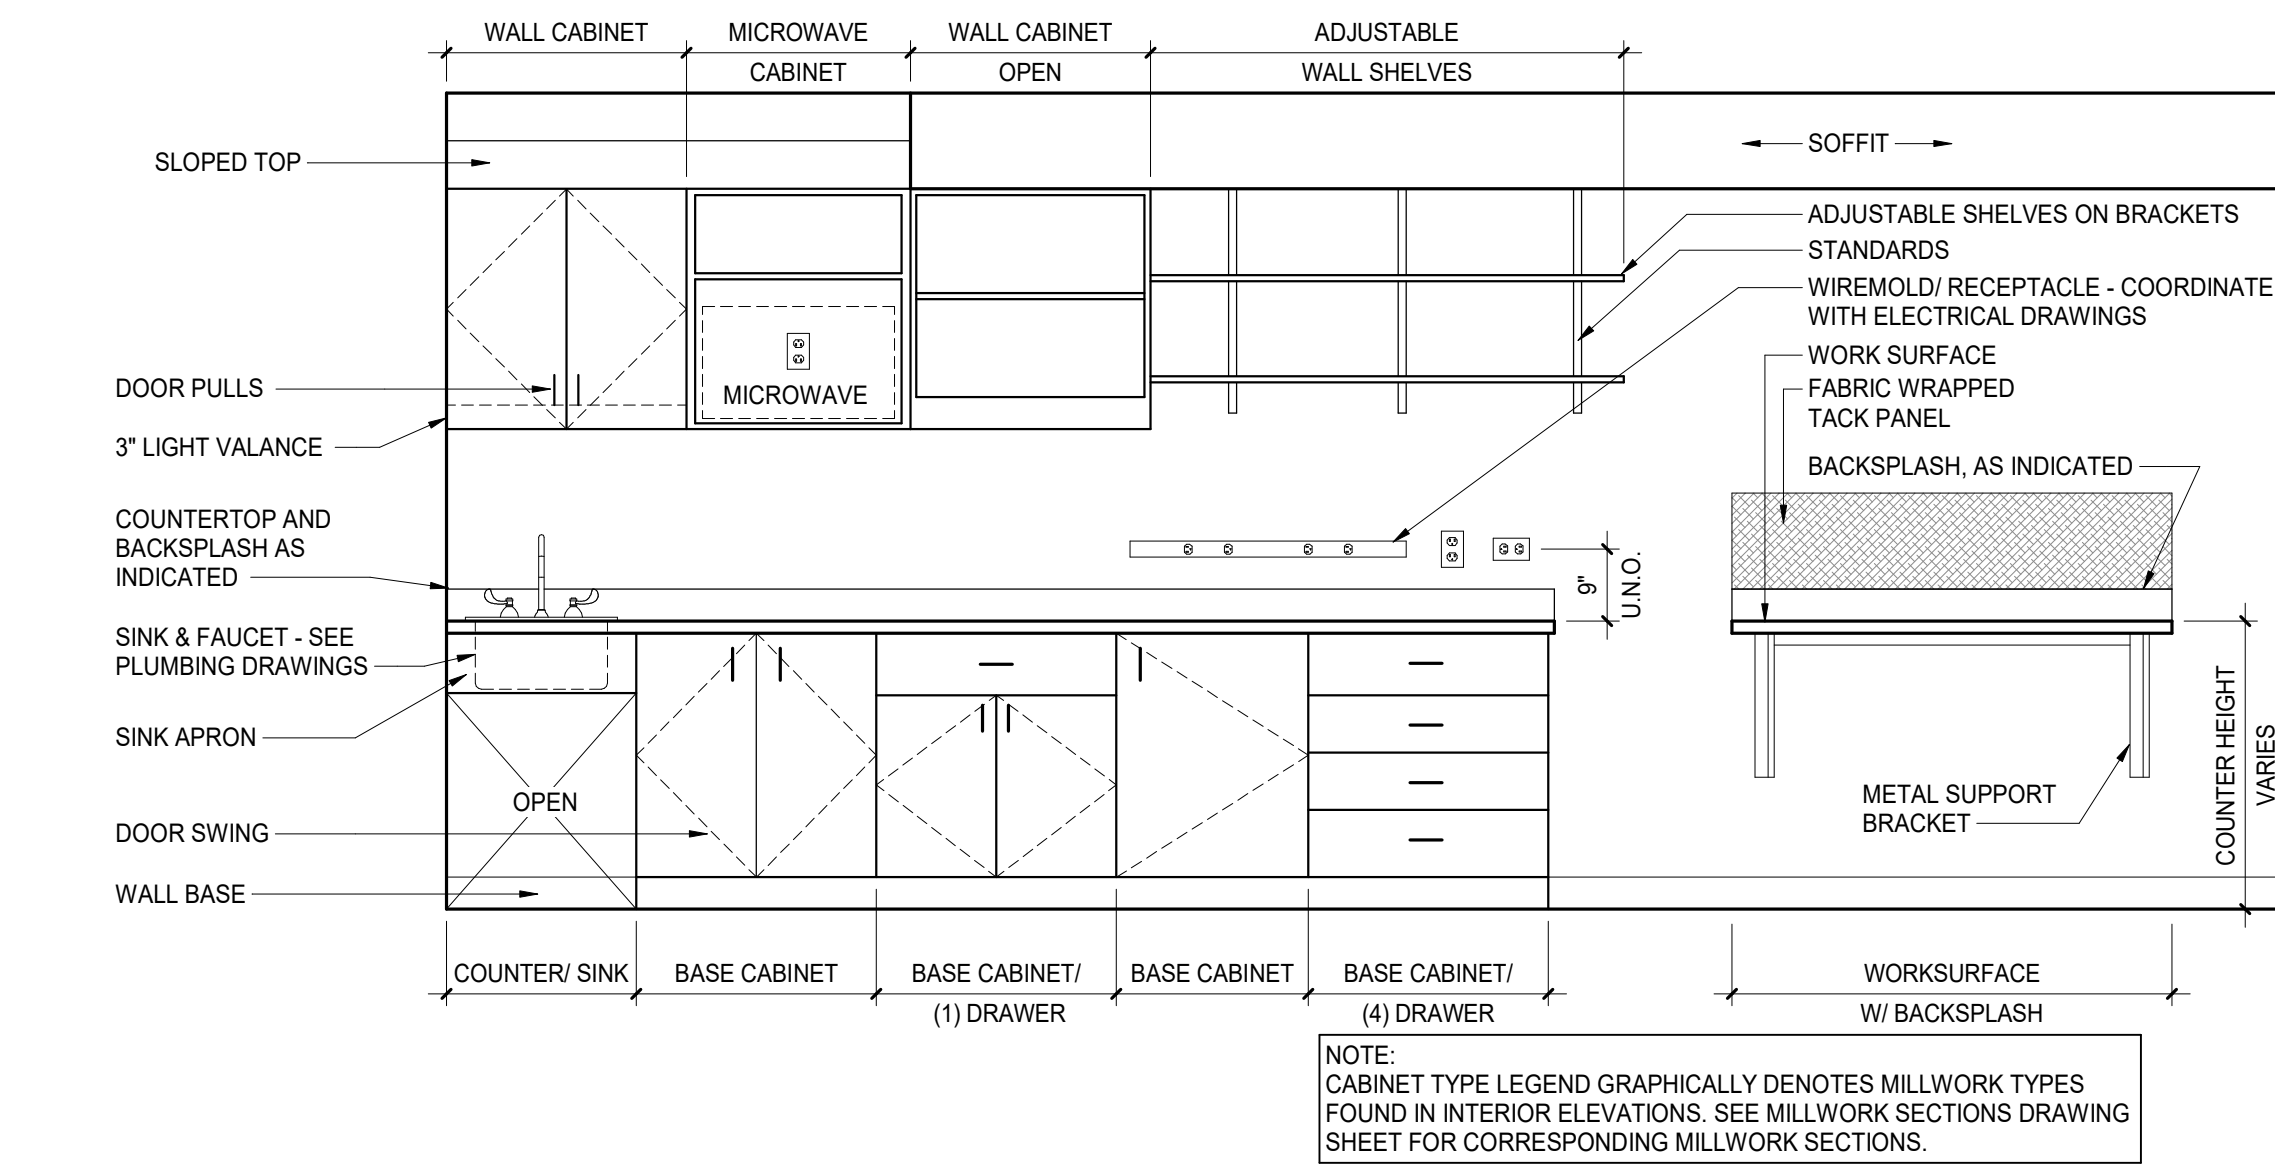 WALL CABINET
MICROWAVE
CABINET
WALL CABINET
OPEN
ADJUSTABLE
WALL SHELVES
SLOPED TOP
DOOR PULLS
3" LIGHT VALANCE
COUNTERTOP AND
BACKSPLASH AS
INDICATED
SINK & FAUCET - SEE
PLUMBING DRAWINGS
SINK APRON
DOOR SWING
WALL BASE
MICROWAVE
OPEN
9"
U.N.O.
SOFFIT
ADJUSTABLE SHELVES ON BRACKETS
STANDARDS
WIREMOLD/ RECEPTACLE - COORDINATE
WITH ELECTRICAL DRAWINGS
WORK SURFACE
FABRIC WRAPPED
TACK PANEL
BACKSPLASH, AS INDICATED
METAL SUPPORT
BRACKET
COUNTER HEIGHT
VARIES
COUNTER/ SINK
BASE CABINET
BASE CABINET/
(1) DRAWER
BASE CABINET
BASE CABINET/
(4) DRAWER
WORKSURFACE
W/ BACKSPLASH
NOTE:
CABINET TYPE LEGEND GRAPHICALLY DENOTES MILLWORK TYPES
FOUND IN INTERIOR ELEVATIONS. SEE MILLWORK SECTIONS DRAWING
SHEET FOR CORRESPONDING MILLWORK SECTIONS.